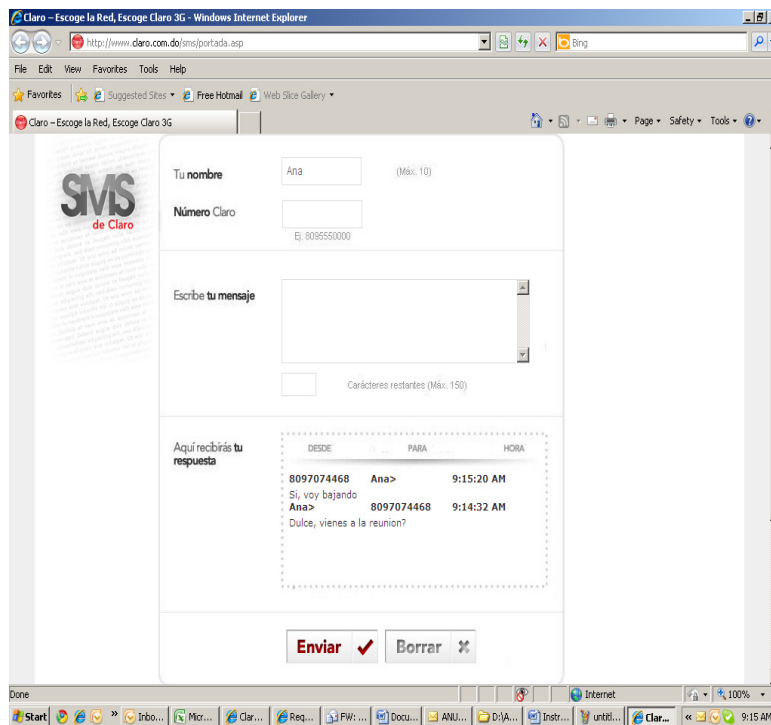 Claro – Escoge la Red, Escoge Claro 3G - Windows Internet Explorer
http://www.claro.com.do/sms/portada.asp
Bing
File Edit View Favorites Tools Help
Favorites Suggested Sites Free Hotmail Web Slice Gallery
Claro – Escoge la Red, Escoge Claro 3G
Page Safety Tools
SMS
de Claro
Tu nombre Ana (Máx. 10)
Número Claro
Ej. 8095550000
Escribe tu mensaje
Carácteres restantes (Máx. 150)
Aquí recibirás tu
respuesta
DESDE PARA HORA
8097074468 Ana> 9:15:20 AM
Si, voy bajando
Ana> 8097074468 9:14:32 AM
Dulce, vienes a la reunion?
Enviar Borrar
Done Internet 100%
Start » Inbo... Micr... Clar... Req... FW: ... Docu... ANU... D:\A... Instr... untitl... Clar... « 9:15 AM